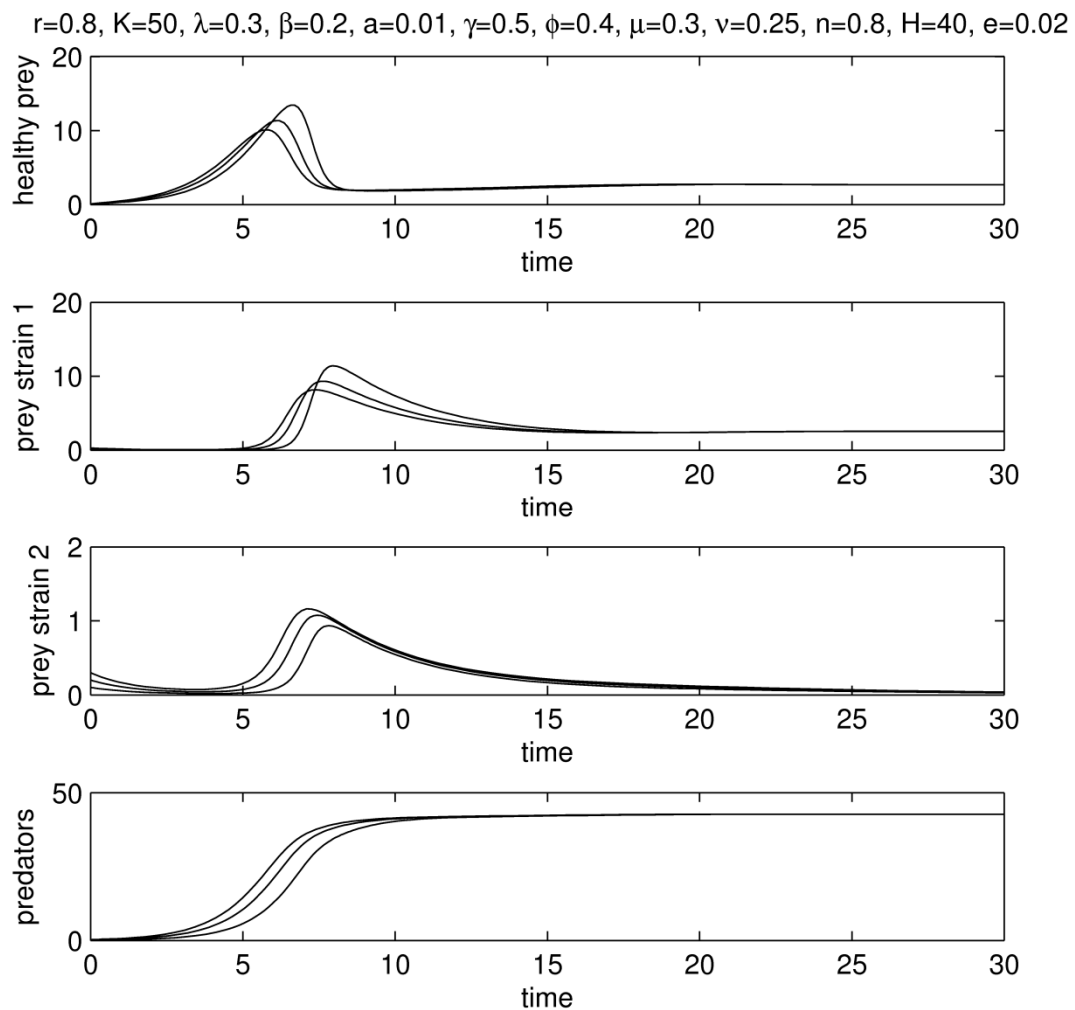 r=0.8, K=50, λ=0.3, β=0.2, a=0.01, γ=0.5, ϕ=0.4, μ=0.3, ν=0.25, n=0.8, H=40, e=0.02
healthy prey
20
10
0
0 5 10 15 20 25 30
time
prey strain 1
20
10
0
0 5 10 15 20 25 30
time
prey strain 2
2
1
0
0 5 10 15 20 25 30
time
predators
50
0
0 5 10 15 20 25 30
time